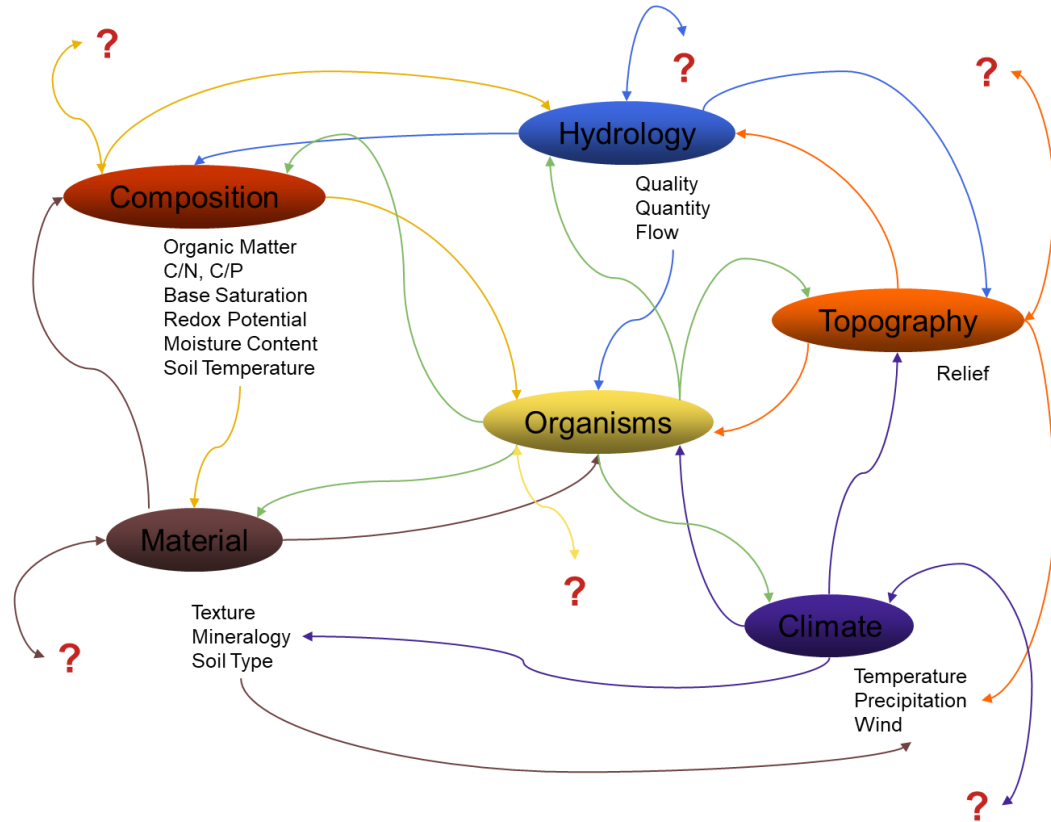 ?
?
?
Hydrology
Composition
Quality
Quantity
Flow
Organic Matter
C/N, C/P
Base Saturation
Redox Potential
Moisture Content
Soil Temperature
Topography
Relief
Organisms
Material
?
Texture
Mineralogy
Soil Type
?
Climate
Temperature
Precipitation
Wind
?